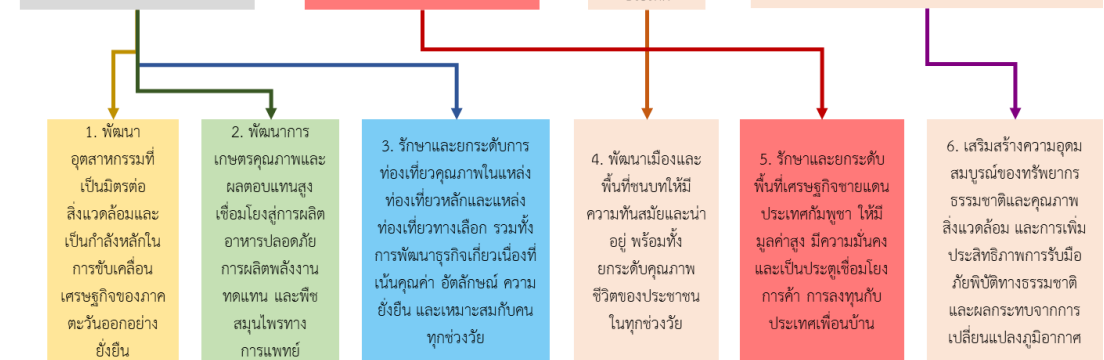 1. พัฒนา
อุตสาหกรรมที่
เป็นมิตรต่อ
สิ่งแวดล้อมและ
เป็นกำลังหลักใน
การขับเคลื่อน
เศรษฐกิจของภาค
ตะวันออกอย่าง
ยั่งยืน
2. พัฒนาการ
เกษตรคุณภาพและ
ผลตอบแทนสูง
เชื่อมโยงสู่การผลิต
อาหารปลอดภัย
การผลิตพลังงาน
ทดแทน และพืช
สมุนไพรทาง
การแพทย์
3. รักษาและยกระดับการ
ท่องเที่ยวคุณภาพในแหล่ง
ท่องเที่ยวหลักและแหล่ง
ท่องเที่ยวทางเลือก รวมทั้ง
การพัฒนาธุรกิจเกี่ยวเนื่องที่
เน้นคุณค่า อัตลักษณ์ ความ
ยั่งยืน และเหมาะสมกับคน
ทุกช่วงวัย
4. พัฒนาเมืองและ
พื้นที่ชนบทให้มี
ความทันสมัยและน่า
อยู่ พร้อมทั้ง
ยกระดับคุณภาพ
ชีวิตของประชาชน
ในทุกช่วงวัย
5. รักษาและยกระดับ
พื้นที่เศรษฐกิจชายแดน
ประเทศกัมพูชา ให้มี
มูลค่าสูง มีความมั่นคง
และเป็นประตูเชื่อมโยง
การค้า การลงทุนกับ
ประเทศเพื่อนบ้าน
6. เสริมสร้างความอุดม
สมบูรณ์ของทรัพยากร
ธรรมชาติและคุณภาพ
สิ่งแวดล้อม และการเพิ่ม
ประสิทธิภาพการรับมือ
ภัยพิบัติทางธรรมชาติ
และผลกระทบจากการ
เปลี่ยนแปลงภูมิอากาศ